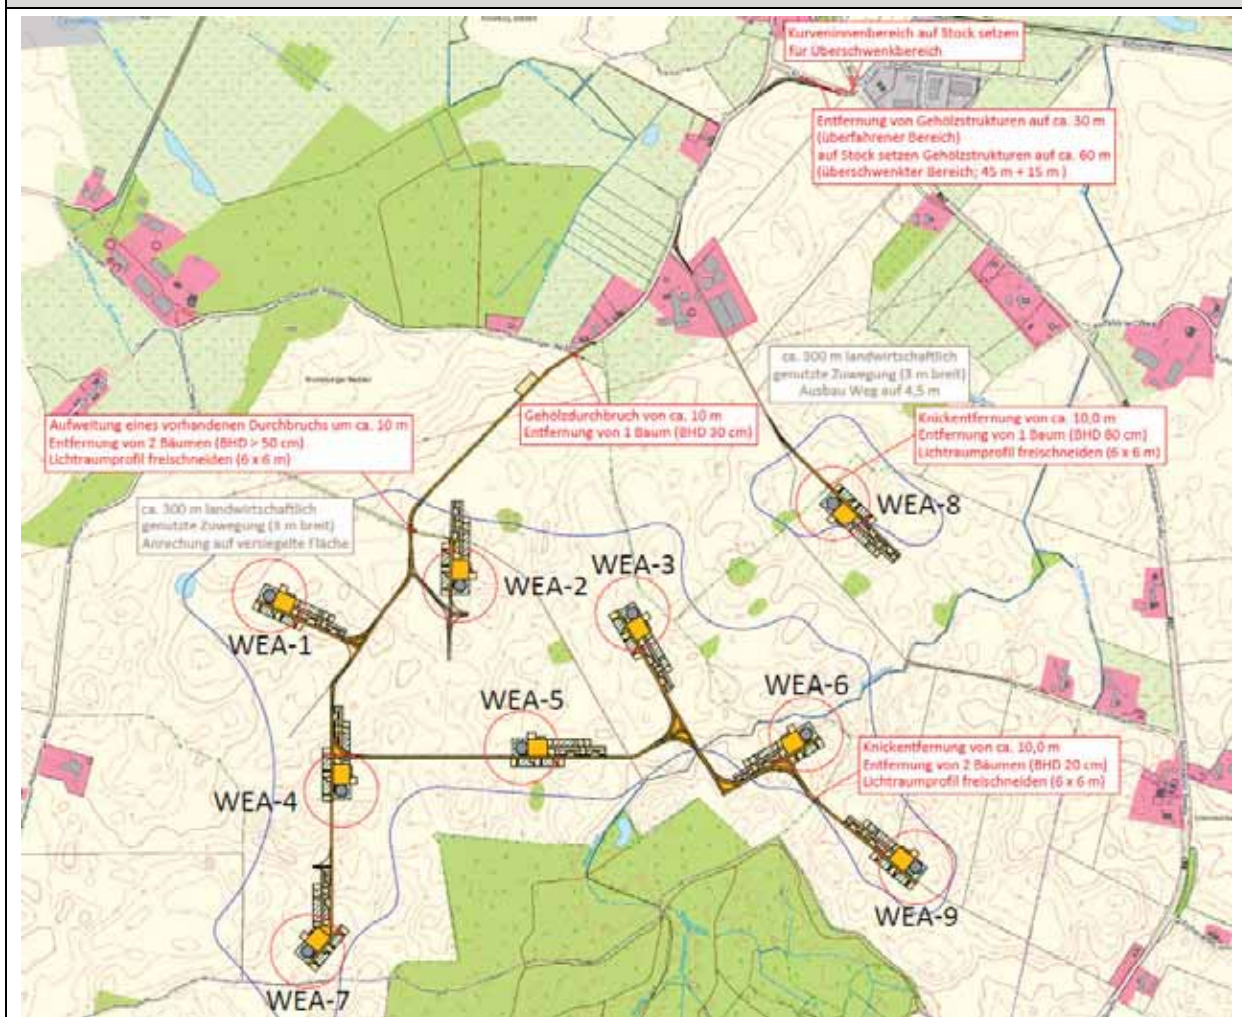 Kurveninnenbereich auf Stock setzen
für Überschwenkbereich
Entfernung von Gehölzstrukturen auf ca. 30 m
(überfahrener Bereich)
auf Stock setzen Gehölzstrukturen auf ca. 60 m
(überschwenkter Bereich; 45 m + 15 m )
ca. 300 m landwirtschaftlich
genutzte Zuwegung (3 m breit)
Ausbau Weg auf 4,5 m
Aufweitung eines vorhandenen Durchbruchs um ca. 10 m
Entfernung von 2 Bäumen (BHD > 50 cm)
Lichtraumprofil freischneiden (6 x 6 m)
Gehölzdurchbruch von ca. 10 m
Entfernung von 1 Baum (BHD 30 cm)
Knickentfernung von ca. 10,0 m
Entfernung von 1 Baum (BHD 80 cm)
Lichtraumprofil freischneiden (6 x 6 m)
ca. 300 m landwirtschaftlich
genutzte Zuwegung (3 m breit)
Anrechung auf versiegelte Fläche
WEA-8
WEA-3
WEA-2
WEA-1
WEA-6
WEA-5
Knickentfernung von ca. 10,0 m
Entfernung von 2 Bäumen (BHD 20 cm)
Lichtraumprofil freischneiden (6 x 6 m)
WEA-4
WEA-9
WEA-7